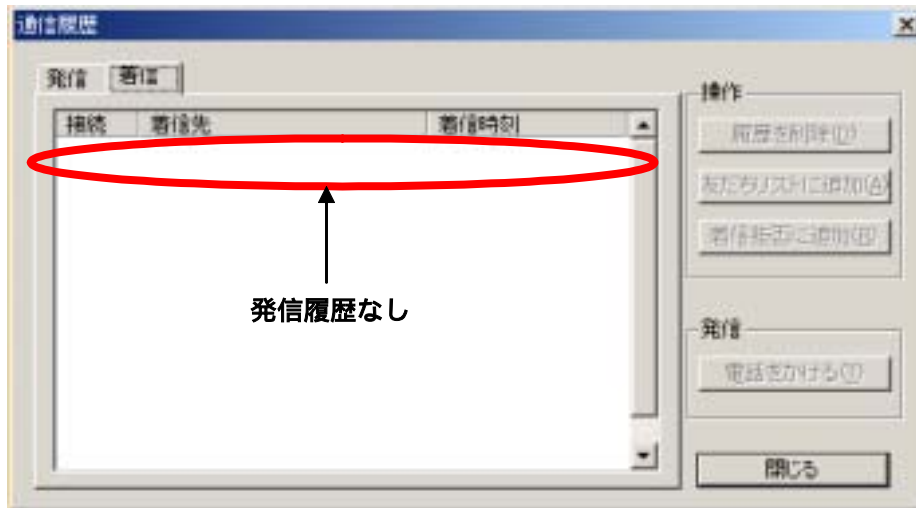 通信履歴
発信 着信
接続 着信先 着信時刻
発信履歴なし
操作
履歴を削除(D)
友だちリストに追加(A)
着信拒否に追加(R)
発信
電話をかける(T)
閉じる